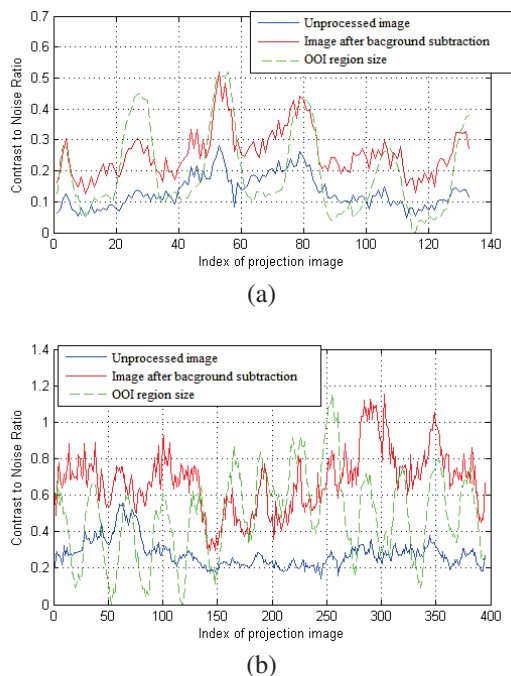 0.7
0.6
0.5
0.4
0.3
0.2
0.1
0
Contrast to Noise Ratio
Unprocessed image
Image after bacground subtraction
OOI region size
0 20 40 60 80 100 120 140
Index of projection image
(a)
1.4
1.2
1
0.8
0.6
0.4
0.2
0
Contrast to Noise Ratio
Unprocessed image
Image after bacground subtraction
OOI region size
0 50 100 150 200 250 300 350 400
Index of projection image
(b)